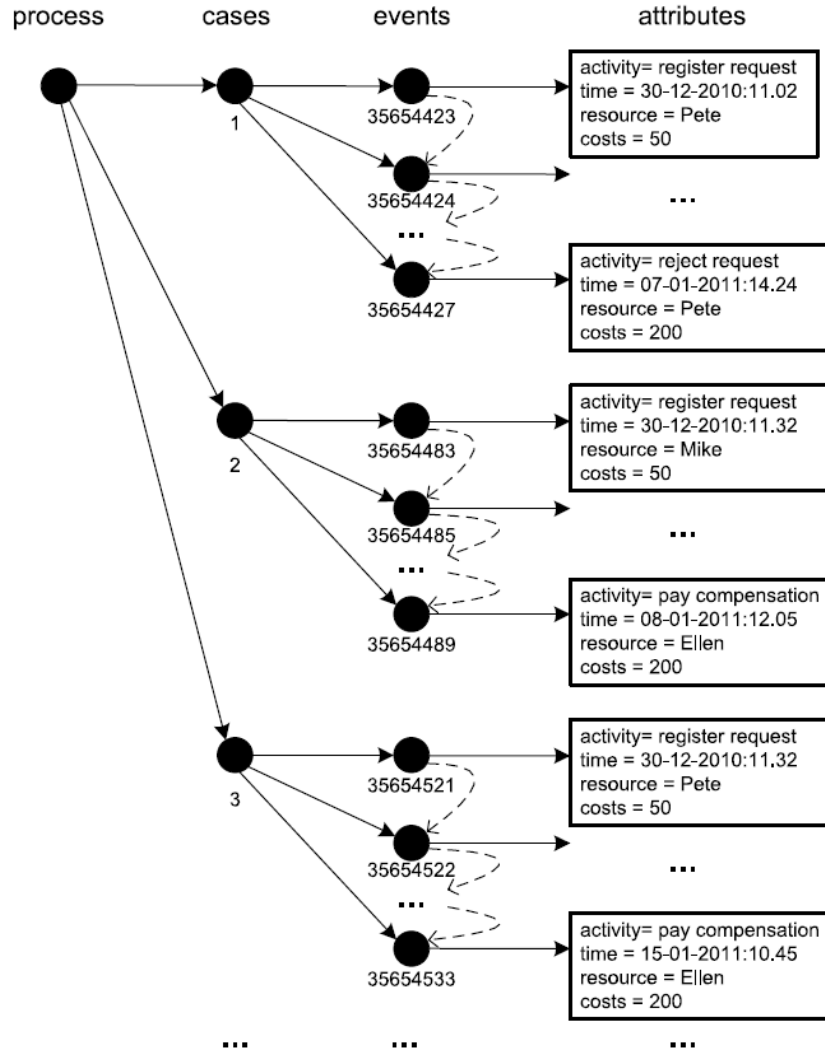 process cases events attributes
activity= register request
time = 30-12-2010:11.02
resource = Pete
costs = 50
35654423
1
35654424
...
...
activity= reject request
time = 07-01-2011:14.24
resource = Pete
costs = 200
35654427
activity= register request
time = 30-12-2010:11.32
resource = Mike
costs = 50
35654483
2
35654485
...
...
activity= pay compensation
time = 08-01-2011:12.05
resource = Ellen
costs = 200
35654489
activity= register request
time = 30-12-2010:11.32
resource = Pete
costs = 50
35654521
3
35654522
...
...
activity= pay compensation
time = 15-01-2011:10.45
resource = Ellen
costs = 200
35654533
... ... ...